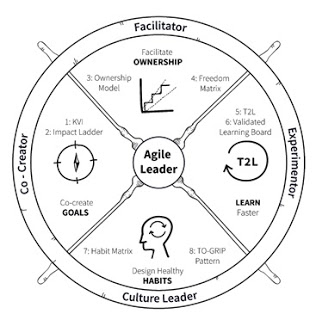 Facilitator
Facilitate
OWNERSHIP
3: Ownership
Model
4: Freedom
Matrix
1: KVI
2: Impact Ladder
5: T2L
6: Validated
Learning Board
Co - Creator
Agile
Leader
T2L
Experimentor
Co-create
GOALS
LEARN
Faster
7: Habit Matrix
8: TO-GRIP
Pattern
Design Healthy
HABITS
Culture Leader